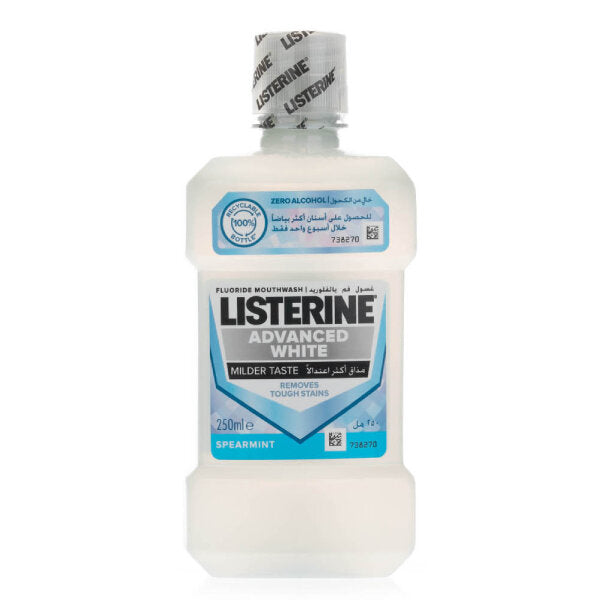 LISTERINE®
LISTERINE®
LISTERINE
ZERO ALCOHOL | خالٍ من الكحول
RECYCLABLE
100%
BOTTLE
للحصول على أسنان أكثر بياضاً
خلال أسبوع واحد فقط
738270
FLUORIDE MOUTHWASH | غسول فم بالفلوريد
LISTERINE®
ADVANCED
WHITE
MILDER TASTE مذاق أكثر اعتدالاً
REMOVES
TOUGH STAINS
250ml e ٢٥٠ مل
SPEARMINT
738270